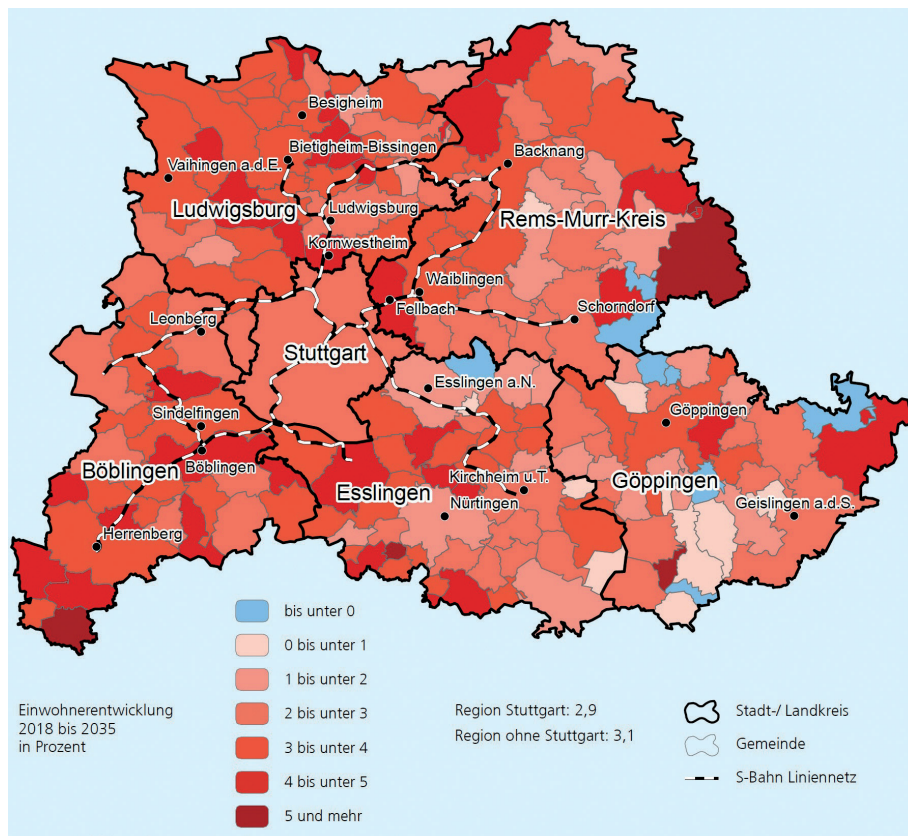 Besigheim
Bietigheim-Bissingen
Vaihingen a.d.E.
Backnang
Ludwigsburg
Ludwigsburg
Rems-Murr-Kreis
Kornwestheim
Waiblingen
Fellbach
Schorndorf
Leonberg
Stuttgart
Esslingen a.N.
Sindelfingen
Göppingen
Böblingen
Böblingen
Kirchheim u.T.
Göppingen
Esslingen
Nürtingen
Geislingen a.d.S.
Herrenberg
Einwohnerentwicklung
2018 bis 2035
in Prozent
bis unter 0
0 bis unter 1
1 bis unter 2
2 bis unter 3
3 bis unter 4
4 bis unter 5
5 und mehr
Region Stuttgart: 2,9
Region ohne Stuttgart: 3,1
Stadt-/ Landkreis
Gemeinde
S-Bahn Liniennetz